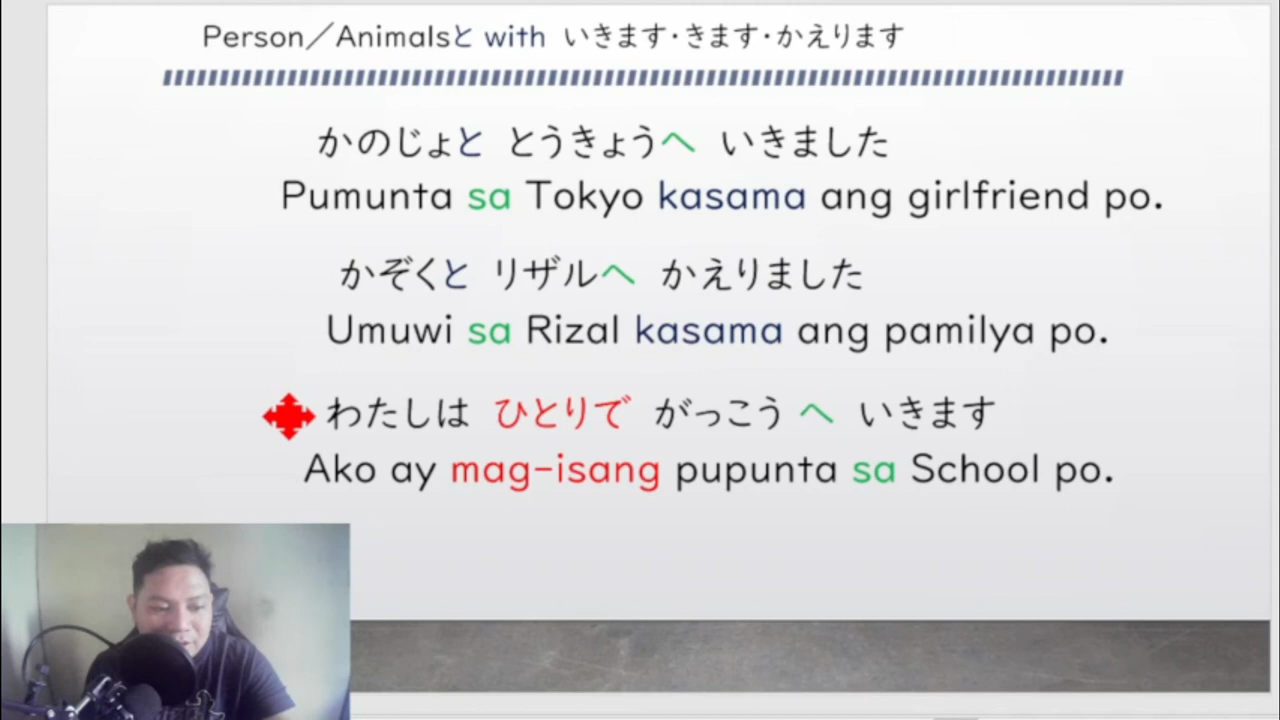 Person／Animalsと with いきます・きます・かえります
かのじょと とうきょうへ いきました
Pumunta sa Tokyo kasama ang girlfriend po.
かぞくと リザルへ かえりました
Umuwi sa Rizal kasama ang pamilya po.
わたしは ひとりで がっこう へ いきます
Ako ay mag-isang pupunta sa School po.